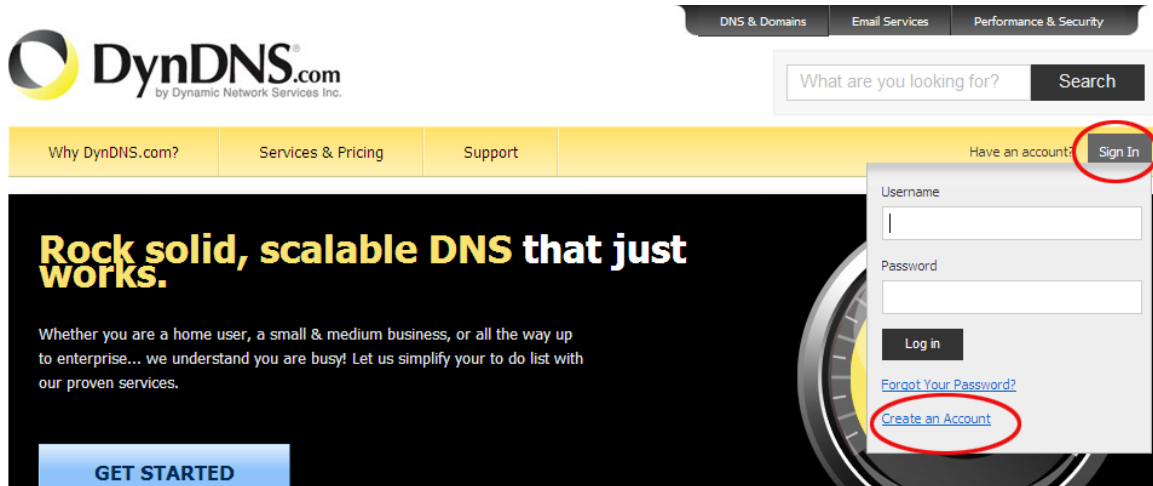 DNS & Domains
Email Services
Performance & Security
DynDNS.com
by Dynamic Network Services Inc.
What are you looking for?
Search
Why DynDNS.com?
Services & Pricing
Support
Have an account?
Sign In
Username
Password
Log in
Forgot Your Password?
Create an Account
Rock solid, scalable DNS that just
works.
Whether you are a home user, a small & medium business, or all the way up
to enterprise... we understand you are busy! Let us simplify your to do list with
our proven services.
GET STARTED